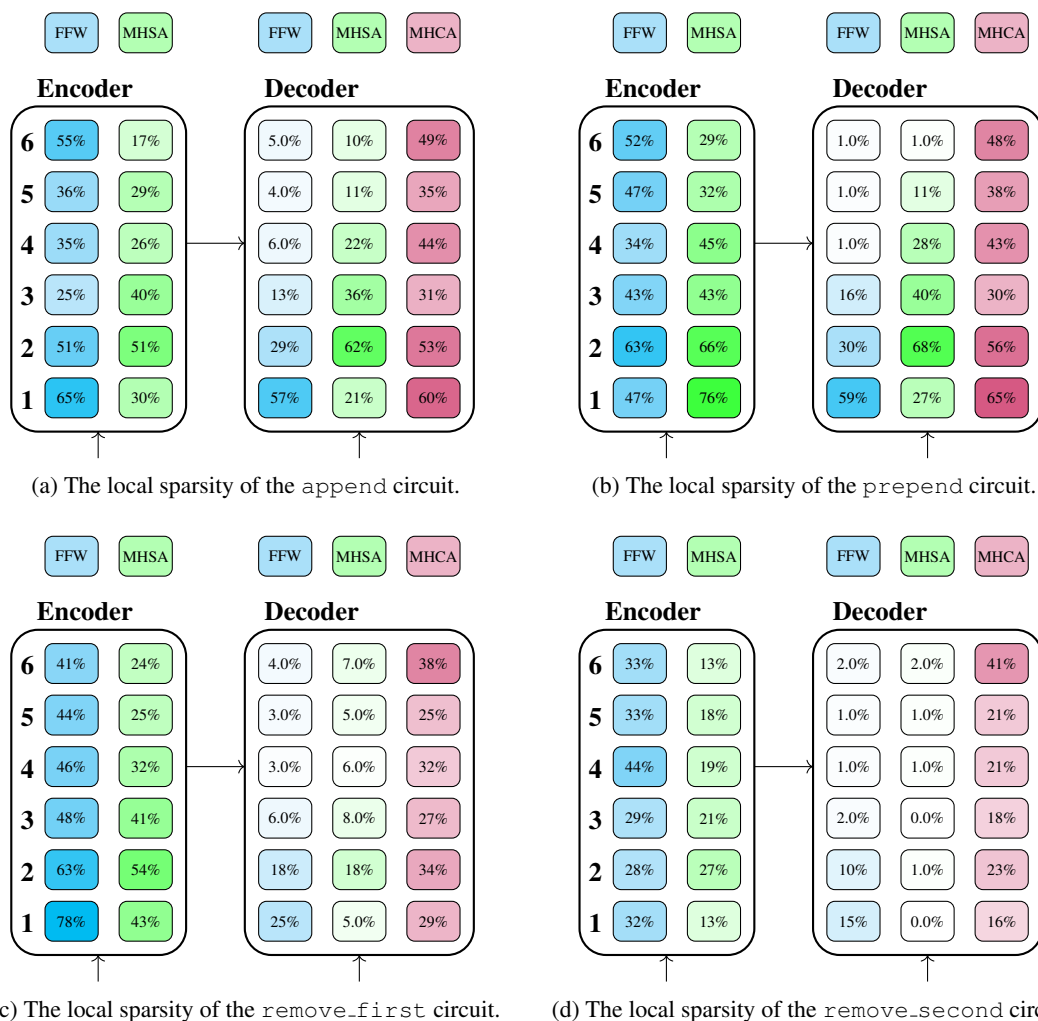 FFW MHSA FFW MHSA MHCA
Encoder Decoder
6 55% 17% 5.0% 10% 49%
5 36% 29% 4.0% 11% 35%
4 35% 26% 6.0% 22% 44%
3 25% 40% 13% 36% 31%
2 51% 51% 29% 62% 53%
1 65% 30% 57% 21% 60%
(a) The local sparsity of the append circuit.
FFW MHSA FFW MHSA MHCA
Encoder Decoder
6 52% 29% 1.0% 1.0% 48%
5 47% 32% 1.0% 11% 38%
4 34% 45% 1.0% 28% 43%
3 43% 43% 16% 40% 30%
2 63% 66% 30% 68% 56%
1 47% 76% 59% 27% 65%
(b) The local sparsity of the prepend circuit.
FFW MHSA FFW MHSA MHCA
Encoder Decoder
6 41% 24% 4.0% 7.0% 38%
5 44% 25% 3.0% 5.0% 25%
4 46% 32% 3.0% 6.0% 32%
3 48% 41% 6.0% 8.0% 27%
2 63% 54% 18% 18% 34%
1 78% 43% 25% 5.0% 29%
c) The local sparsity of the remove_first circuit.
FFW MHSA FFW MHSA MHCA
Encoder Decoder
6 33% 13% 2.0% 2.0% 41%
5 33% 18% 1.0% 1.0% 21%
4 44% 19% 1.0% 1.0% 21%
3 29% 21% 2.0% 0.0% 18%
2 28% 27% 10% 1.0% 23%
1 32% 13% 15% 0.0% 16%
(d) The local sparsity of the remove_second